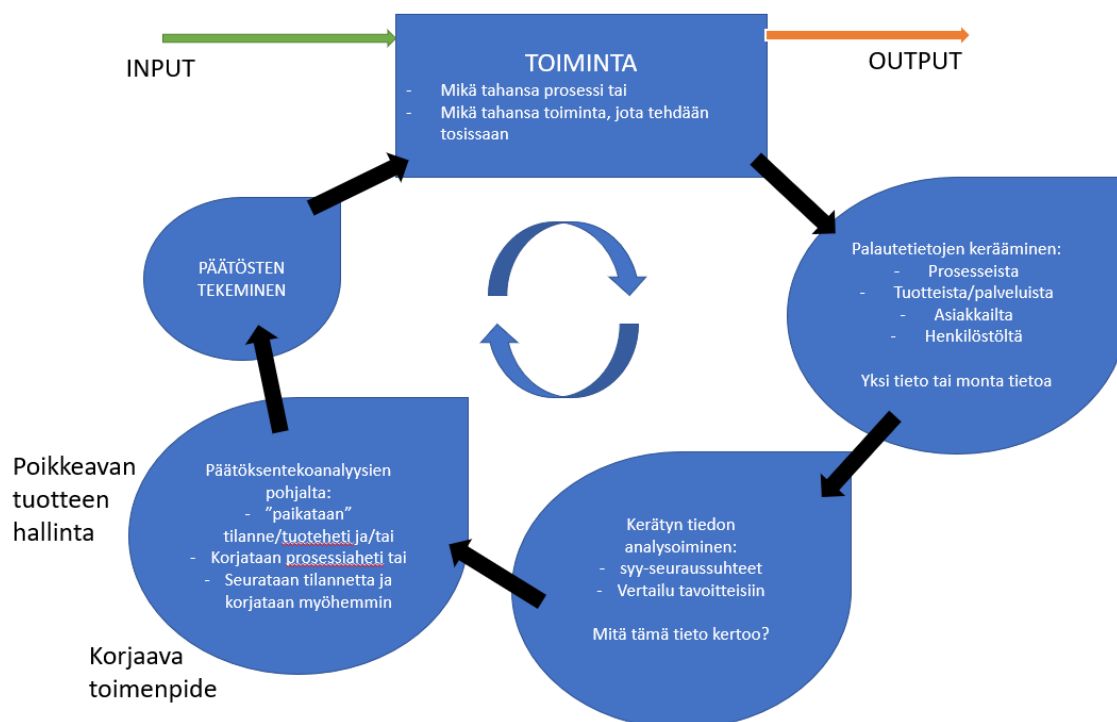 INPUT
TOIMINTA
- Mikä tahansa prosessi tai
- Mikä tahansa toiminta, jota tehdään
tosissaan
OUTPUT
Palautetietojen kerääminen:
- Prosesseista
- Tuotteista/palveluista
- Asiakkailta
- Henkilöstöltä
Yksi tieto tai monta tietoa
Kerätyn tiedon
analysoiminen:
- syy-seuraussuhteet
- Vertailu tavoitteisiin
Mitä tämä tieto kertoo?
Päätöksentekoanalyysien
pohjalta:
- ”paikataan”
tilanne/tuoteheti ja/tai
- Korjataan prosessiaheti tai
- Seurataan tilannetta ja
korjataan myöhemmin
Poikkeavan
tuotteen
hallinta
Korjaava
toimenpide
PÄÄTÖSTEN
TEKEMINEN